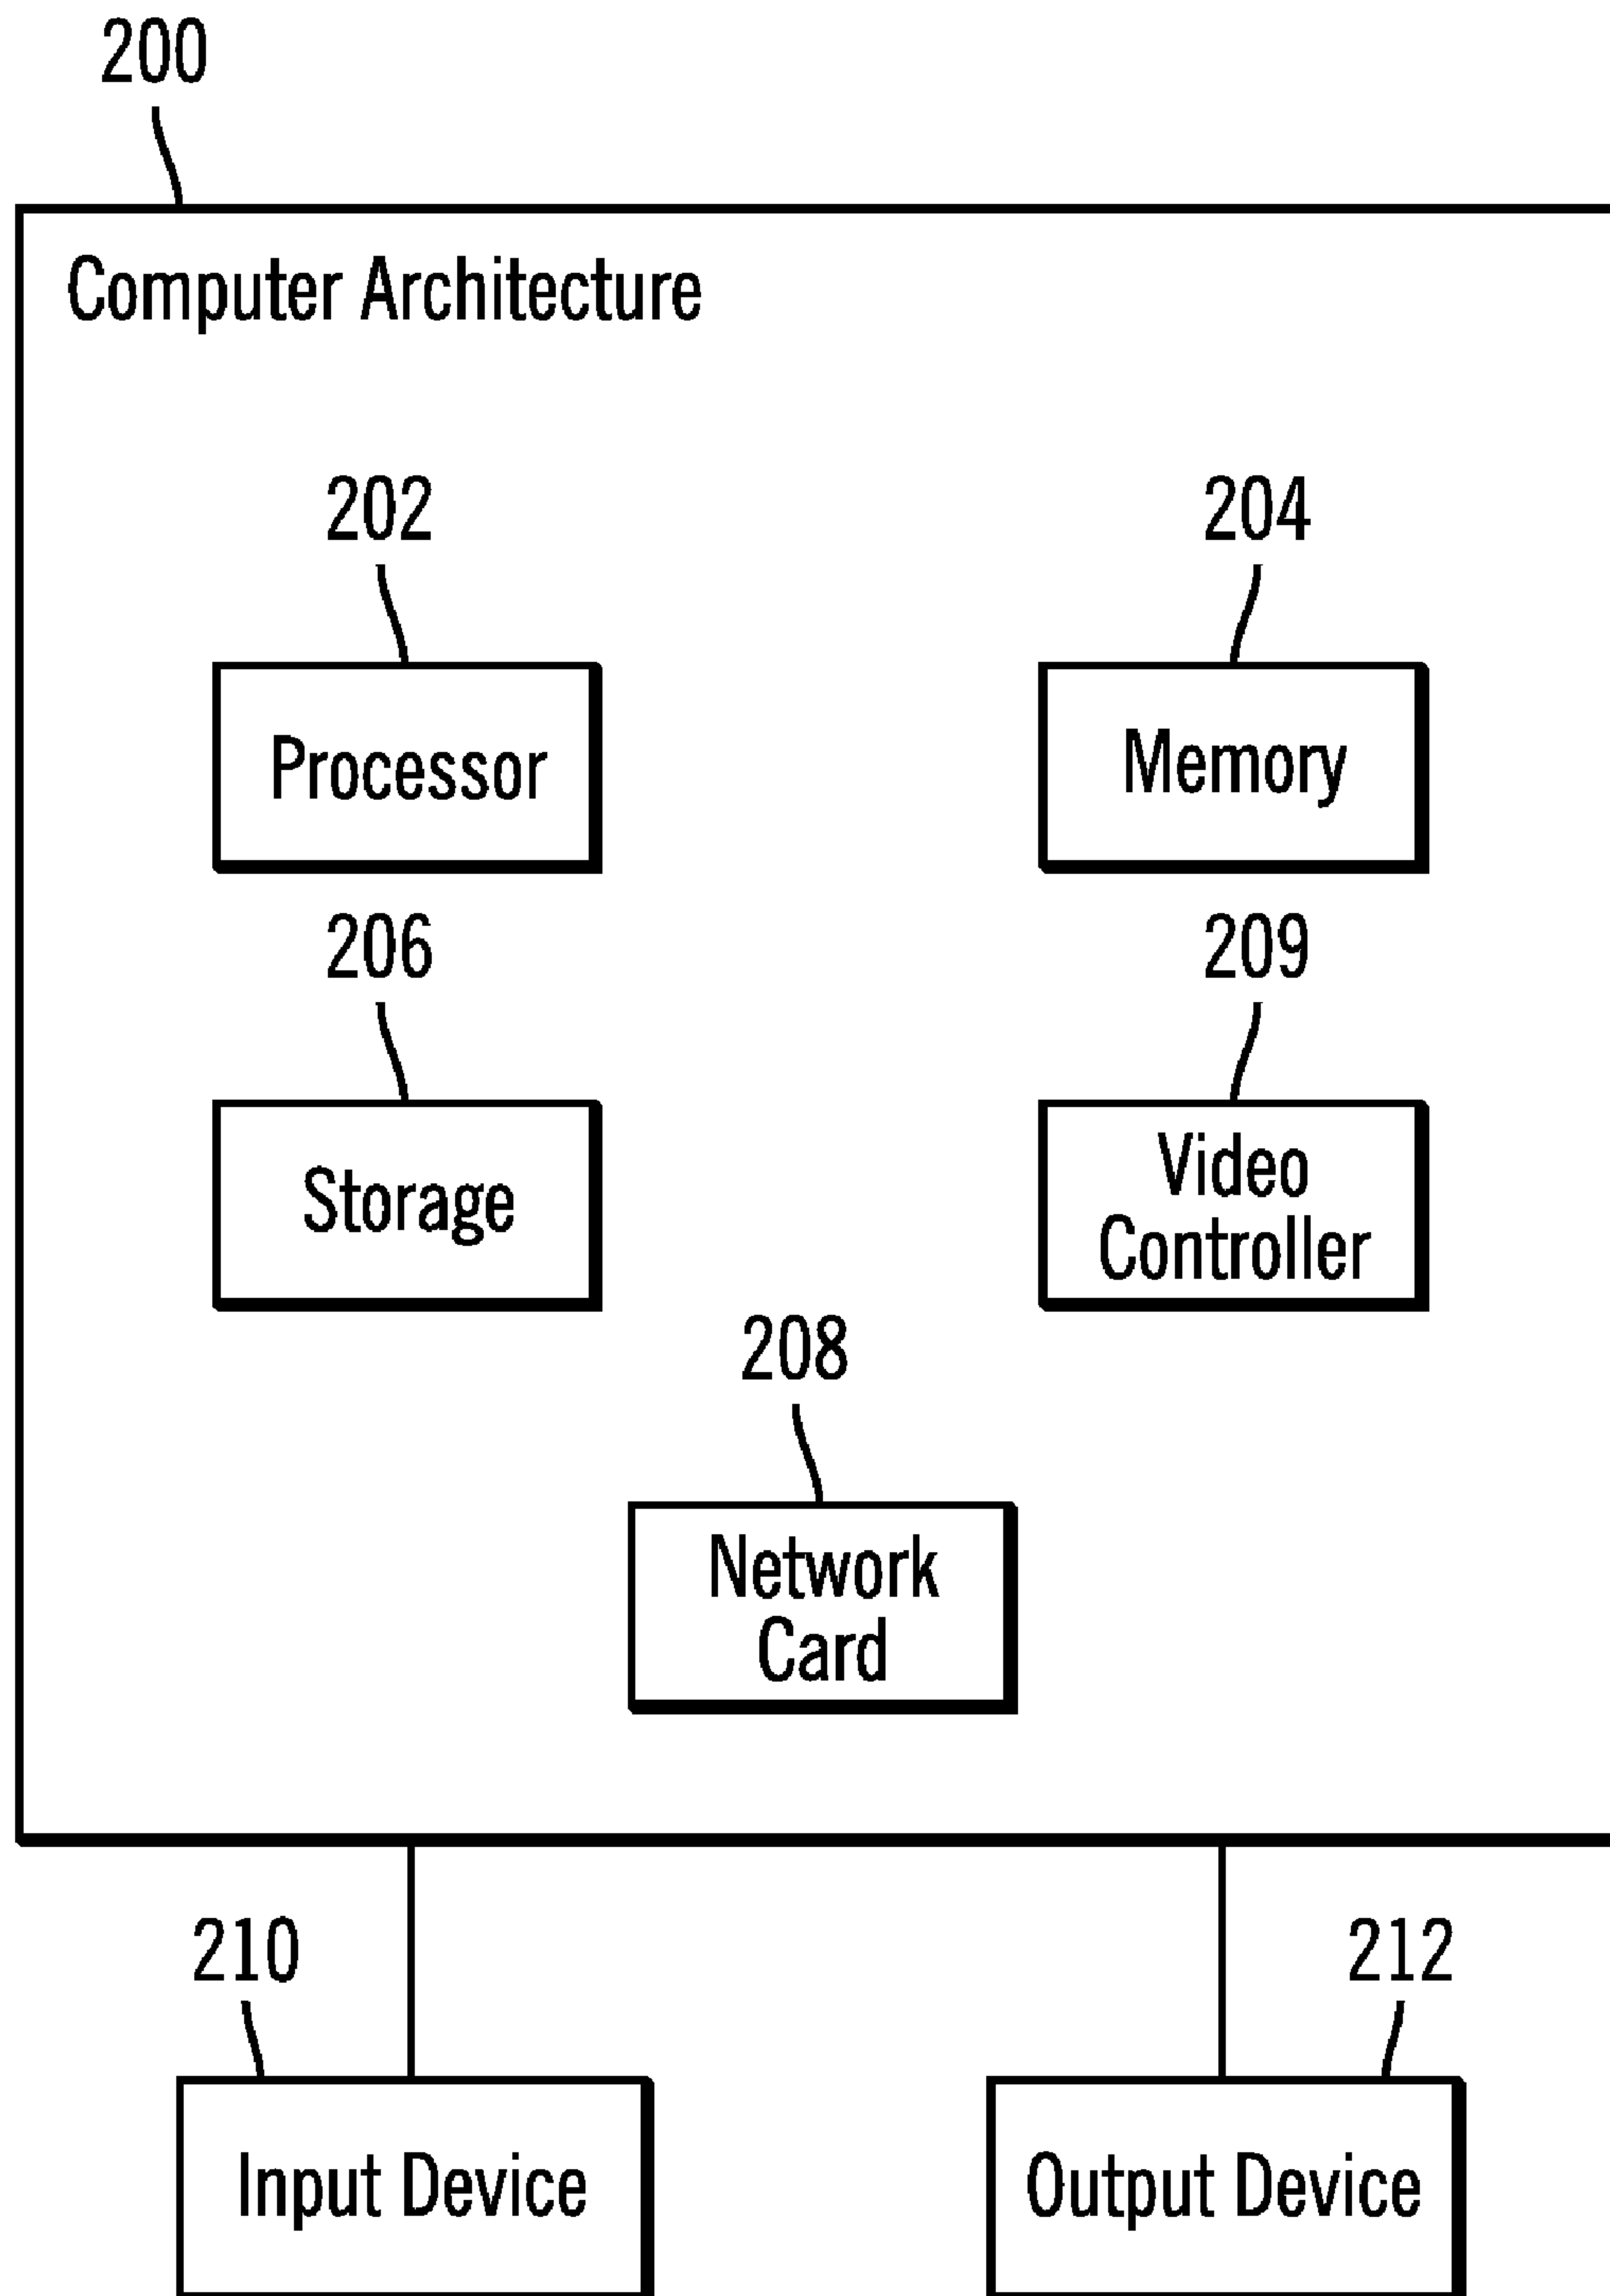 200
Computer Architecture
202
204
Processor
Memory
206
209
Storage
Video
Controller
208
Network
Card
210
212
Input Device
Output Device